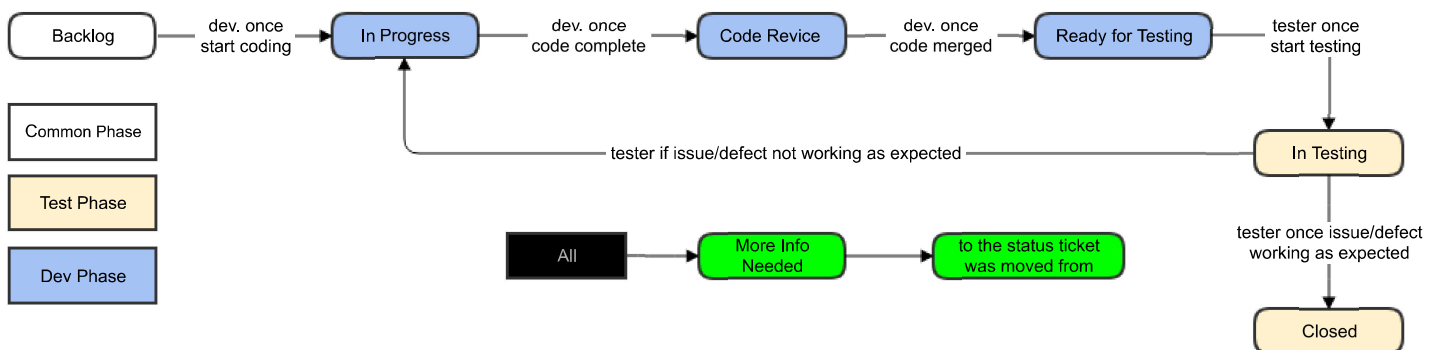 Backlog
dev. once
start coding
In Progress
dev. once
code complete
Code Revice
dev. once
code merged
Ready for Testing
tester once
start testing
Common Phase
tester if issue/defect not working as expected
In Testing
Test Phase
All
More Info
Needed
to the status ticket
was moved from
tester once issue/defect
working as expected
Dev Phase
Closed